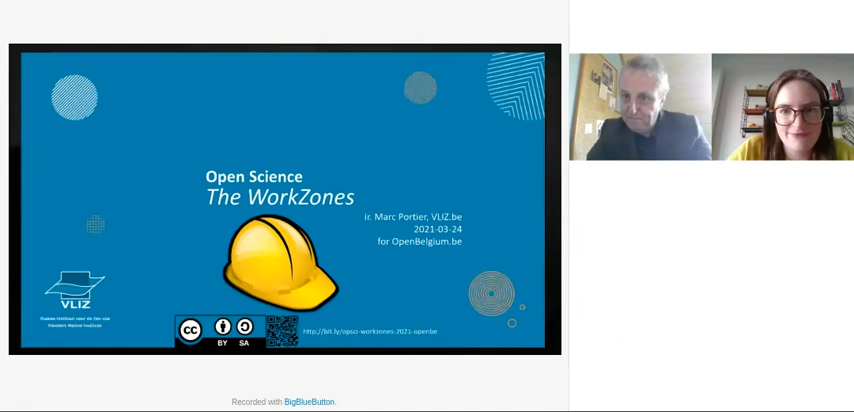 Open Science
The WorkZones
ir. Marc Portier, VLIZ.be
2021-03-24
for OpenBelgium.be
VLIZ
Vlaams Instituut voor de Zee vzw
Flanders Marine Institute
cc
BY SA
http://bit.ly/opsci-workzones-2021-openbe
Recorded with BigBlueButton.